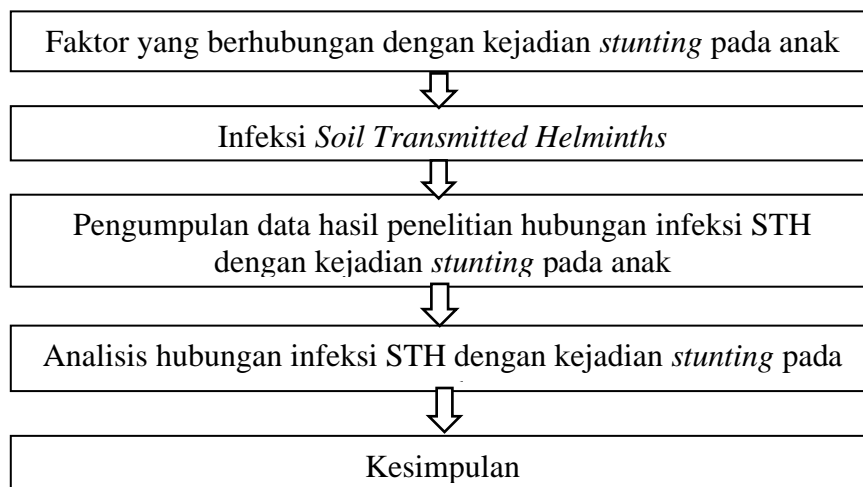 Faktor yang berhubungan dengan kejadian stunting pada anak
Infeksi Soil Transmitted Helminths
Pengumpulan data hasil penelitian hubungan infeksi STH
dengan kejadian stunting pada anak
Analisis hubungan infeksi STH dengan kejadian stunting pada
Kesimpulan